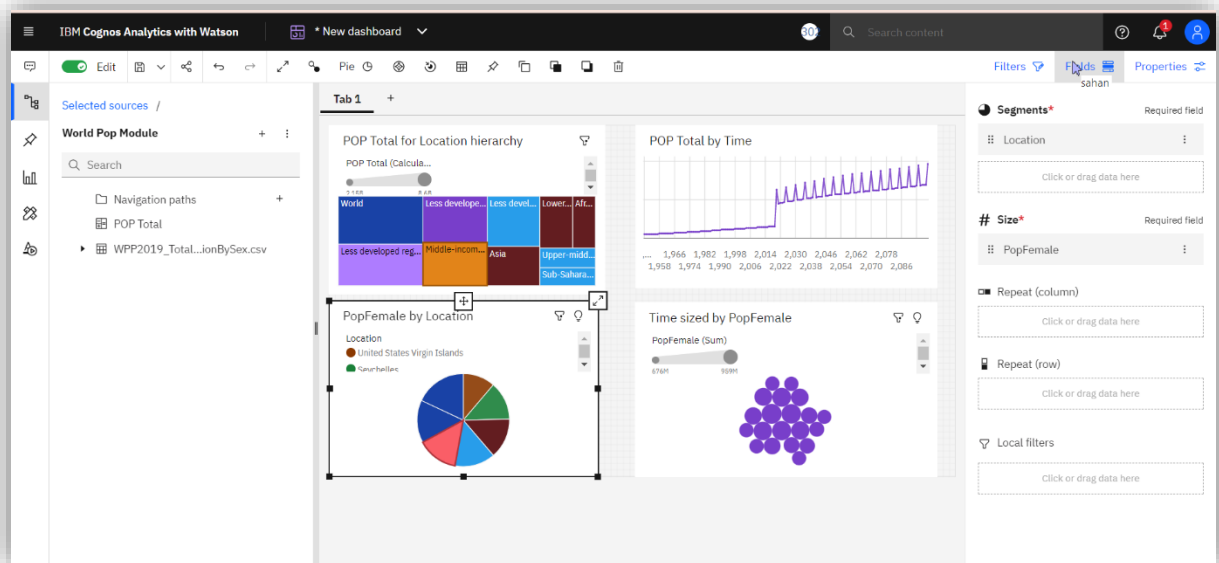 IBM Cognos Analytics with Watson
* New dashboard
Search content
1
Edit
Pie
Filters
Fields
Properties
sahan
Selected sources /
World Pop Module
Search
Navigation paths
POP Total
WPP2019_Total...ionBySex.csv
Tab 1
POP Total for Location hierarchy
POP Total (Calcula...
8.6B
World
Less develope...
Less devel...
Lower...
Afr...
Less developed reg...
Middle-incom...
Asia
Upper-midd...
Sub-Sahara...
POP Total by Time
... 1,966 1,982 1,998 2,014 2,030 2,046 2,062 2,078
1,958 1,974 1,990 2,006 2,022 2,038 2,054 2,070 2,086
PopFemale by Location
Location
United States Virgin Islands
Seychelles
Time sized by PopFemale
PopFemale (Sum)
676M 959M
Segments* Required field
Location
Click or drag data here
# Size* Required field
PopFemale
Repeat (column)
Click or drag data here
Repeat (row)
Click or drag data here
Local filters
Click or drag data here